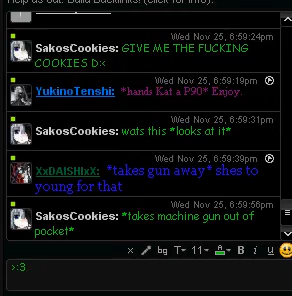 Help us out: Build Backlinks! (click for info).
Wed Nov 25, 6:59:24pm
SakosCookies: GIVE ME THE FUCKING
COOKIES D:<
Wed Nov 25, 6:59:19pm
YukinoTenshi: *hands Kat a P90* Enjoy.
Wed Nov 25, 6:59:31pm
SakosCookies: wats this *looks at it*
Wed Nov 25, 6:59:39pm
XxDAISHIxX: *takes gun away* shes to
young for that
Wed Nov 25, 6:59:56pm
SakosCookies: *takes machine gun out of
pocket*
bg T A 11 B i U
>:3